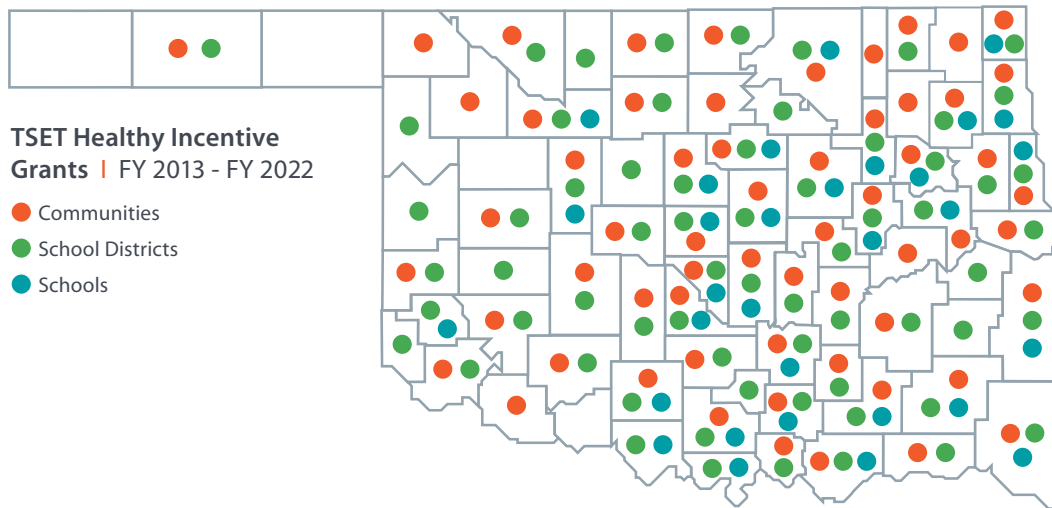 TSET Healthy Incentive
Grants | FY 2013 - FY 2022
Communities
School Districts
Schools